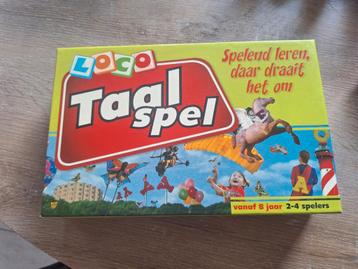 LOCO
Taal
spel
Spelend leren,
daar draait
het om
A
vanaf 8 jaar 2-4 spelers